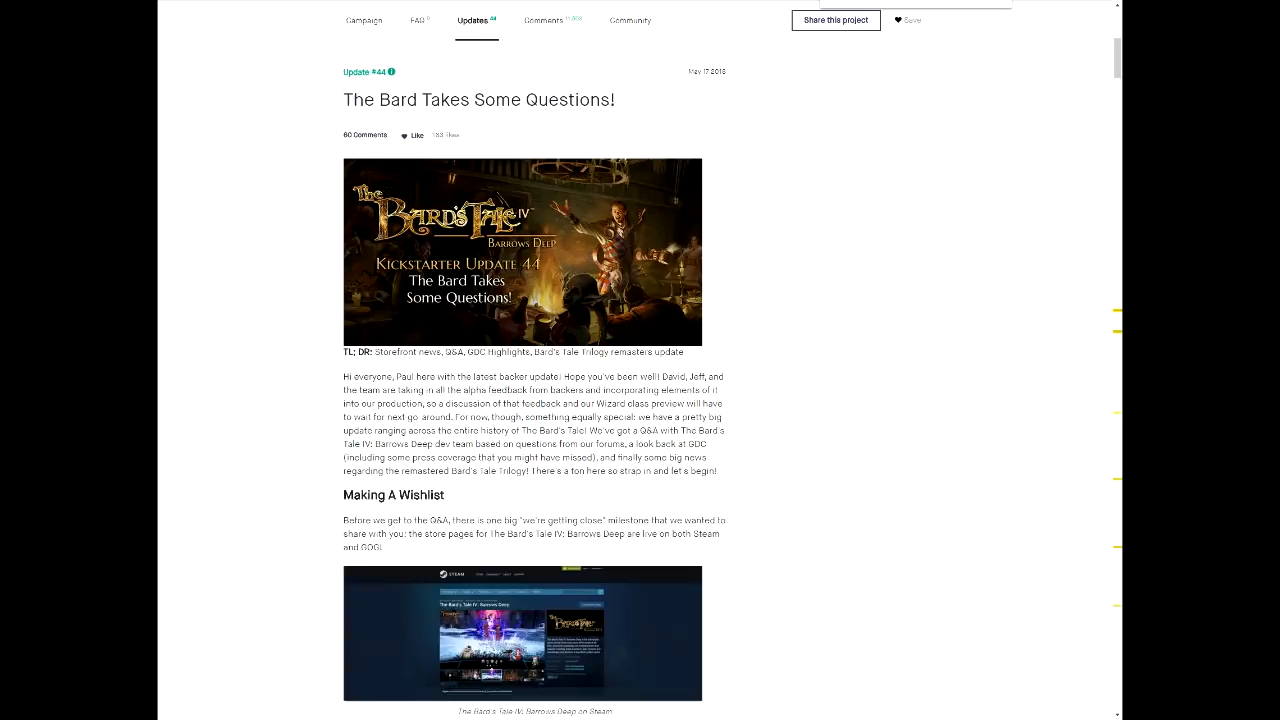 Campaign
FAQ
Updates 44
Comments
Community
Share this project
Save
Update #44
May 17 2018
The Bard Takes Some Questions!
60 Comments
Like
163 likes
The
Bard's Tale IV™
Barrows Deep
Kickstarter Update 44
The Bard Takes
Some Questions!
TL; DR: Storefront news, Q&A, GDC Highlights, Bard's Tale Trilogy remasters update
Hi everyone, Paul here with the latest backer update! Hope you've been well! David, Jeff, and
the team are taking in all the alpha feedback from backers and incorporating elements of it
into our production, so a discussion of that feedback and our Wizard class preview will have
to wait for next go around. For now, though, something equally special: we have a pretty big
update ranging across the entire history of The Bard's Tale! We've got a Q&A with The Bard's
Tale IV: Barrows Deep dev team based on questions from our forums, a look back at GDC
(including some press coverage that you might have missed), and finally some big news
regarding the remastered Bard's Tale Trilogy! There's a ton here so strap in and let's begin!
Making A Wishlist
Before we get to the Q&A, there is one big "we're getting close" milestone that we wanted to
share with you: the store pages for The Bard's Tale IV: Barrows Deep are live on both Steam
and GOG!
STEAM
The Bard's Tale IV: Barrows Deep
The Bard's Tale IV: Barrows Deep on Steam